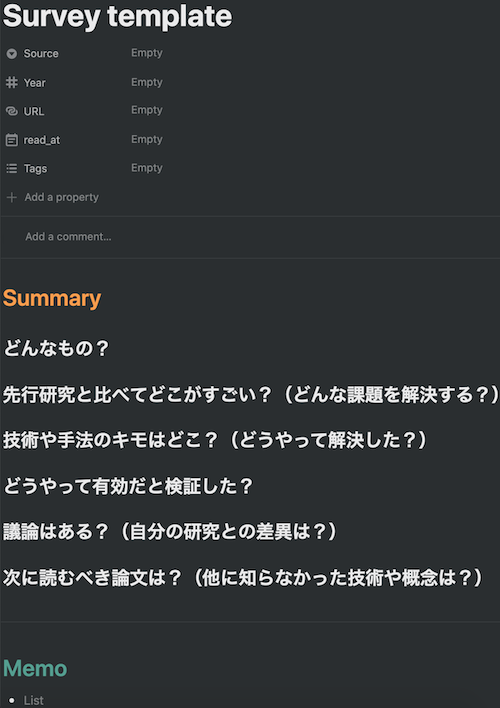 Survey template
Source Empty
Year Empty
URL Empty
read_at Empty
Tags Empty
Add a property
Add a comment...
Summary
どんなもの？
先行研究と比べてどこがすごい？（どんな課題を解決する？）
技術や手法のキモはどこ？（どうやって解決した？）
どうやって有効だと検証した？
議論はある？（自分の研究との差異は？）
次に読むべき論文は？（他に知らなかった技術や概念は？）
Memo
List